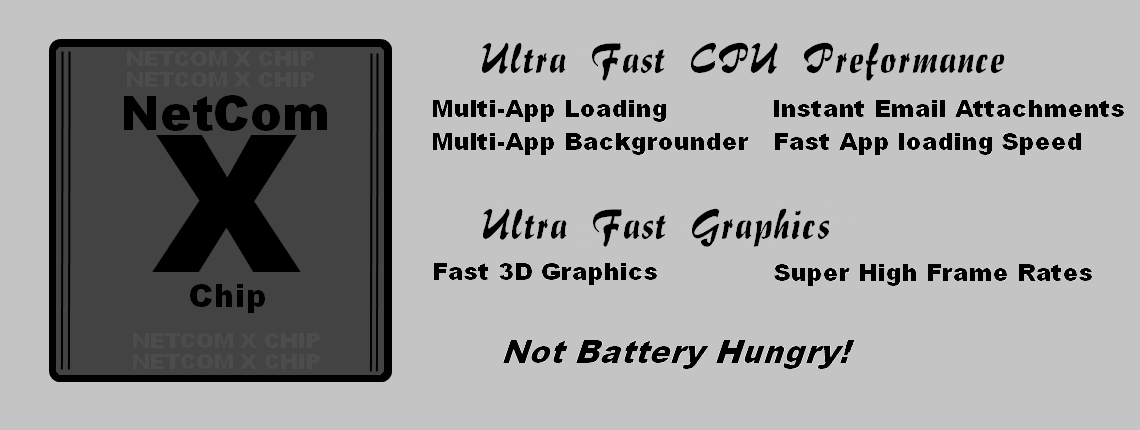 NETCOM X CHIP
NETCOM X CHIP
NetCom
X
Chip
NETCOM X CHIP
NETCOM X CHIP
Ultra Fast CPU Preformance
Multi-App Loading Instant Email Attachments
Multi-App Backgrounder Fast App loading Speed
Ultra Fast Graphics
Fast 3D Graphics Super High Frame Rates
Not Battery Hungry!